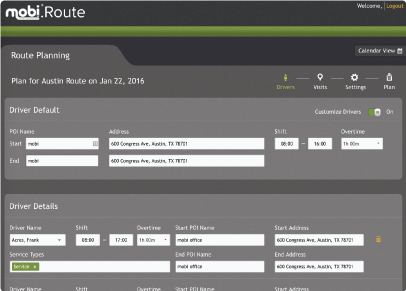 Welcome, | Logout
mobi.Route
Route Planning
Calendar View
Plan for Austin Route on Jan 22, 2016
Drivers Visits Settings Plan
Driver Default
Customize Drivers On
POI Name Address Shift Overtime
Start mobi 600 Congress Ave, Austin, TX 78701 08:00 - 16:00 1h 00m
End mobi 600 Congress Ave, Austin, TX 78701
Driver Details
Driver Name Shift Overtime Start POI Name Start Address
Acres, Frank 08:00 - 17:00 1h 00m mobi office 600 Congress Ave, Austin, TX 78701
Service Types End POI Name End Address
Service x mobi office 600 Congress Ave, Austin, TX 78701
Driver Name Shift Overtime Start POI Name Start Address